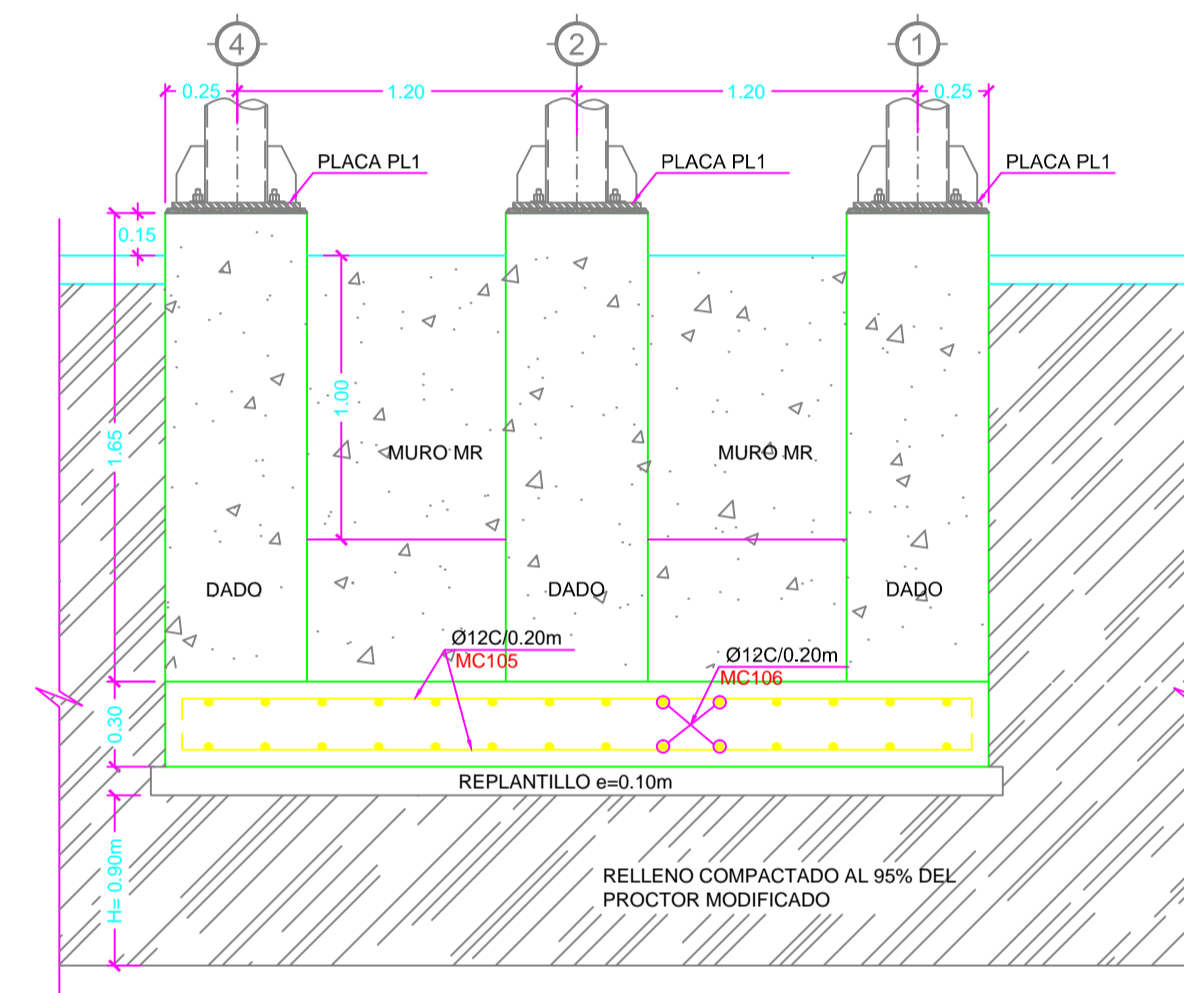 4
2
1
0.25
1.20
1.20
0.25
PLACA PL1
PLACA PL1
PLACA PL1
0.15
1.00
1.65
MURO MR
MURO MR
DADO
DADO
DADO
Ø12C/0.20m
MC105
Ø12C/0.20m
MC106
0.30
REPLANTILLO e=0.10m
H= 0.90m
RELLENO COMPACTADO AL 95% DEL
PROCTOR MODIFICADO